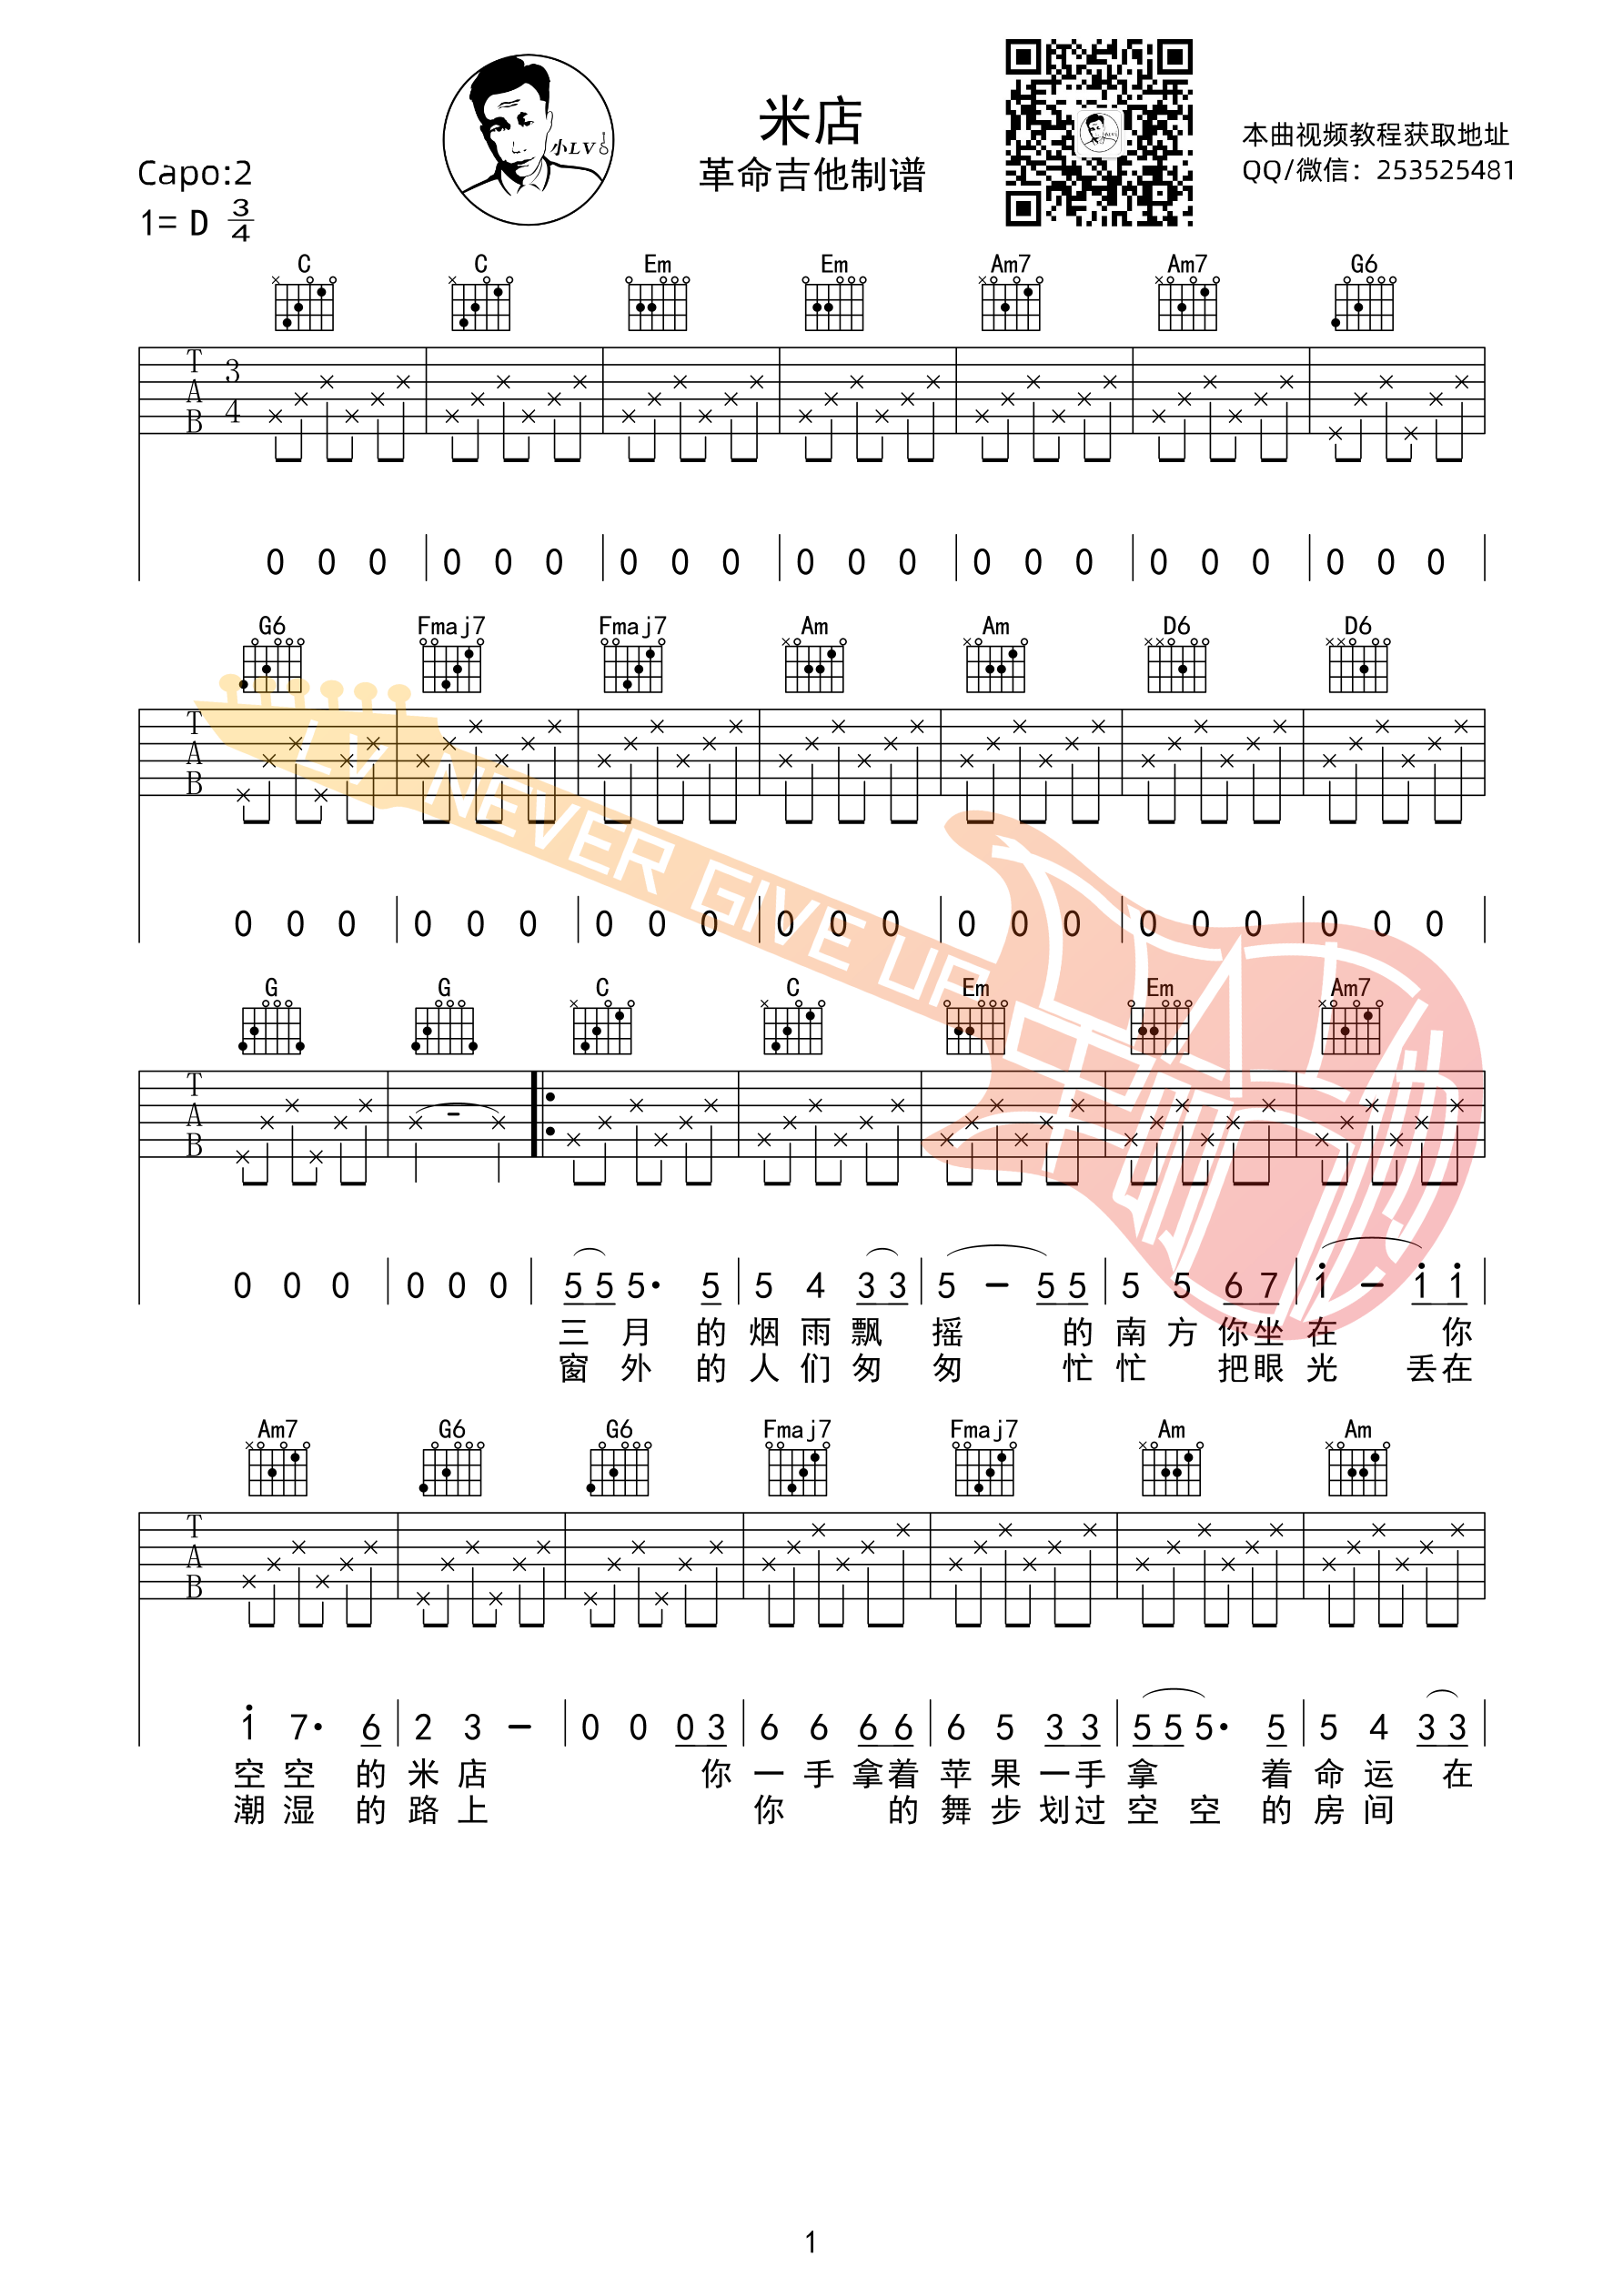 米店
革命吉他制谱
小LV
本曲视频教程获取地址
QQ/微信：253525481
Capo:2
1= D 3/4
C C Em Em Am7 Am7 G6
T A B 3 4
0 0 0 0 0 0 0 0 0 0 0 0 0 0 0 0 0 0 0 0 0
G6 Fmaj7 Fmaj7 Am Am D6 D6
T A B
LV NEVER GIVE UP
0 0 0 0 0 0 0 0 0 0 0 0 0 0 0 0 0 0 0 0 0
G G C C Em Em Am7
T A B
0 0 0 0 0 0 5 5 5· 5 5 4 3 3 5 – 5 5 5 5 6 7 i – i i
三 月 的 烟 雨 飘 摇 的 南 方 你 坐 在 你
窗 外 的 人 们 匆 匆 忙 忙 把 眼 光 丢 在
Am7 G6 G6 Fmaj7 Fmaj7 Am Am
T A B
i 7· 6 2 3 – 0 0 0 3 6 6 6 6 6 5 3 3 5 5 5· 5 5 4 3 3
空 空 的 米 店 你 一 手 拿 着 苹 果 一 手 拿 着 命 运 在
潮 湿 的 路 上 你 的 舞 步 划 过 空 空 的 房 间
1